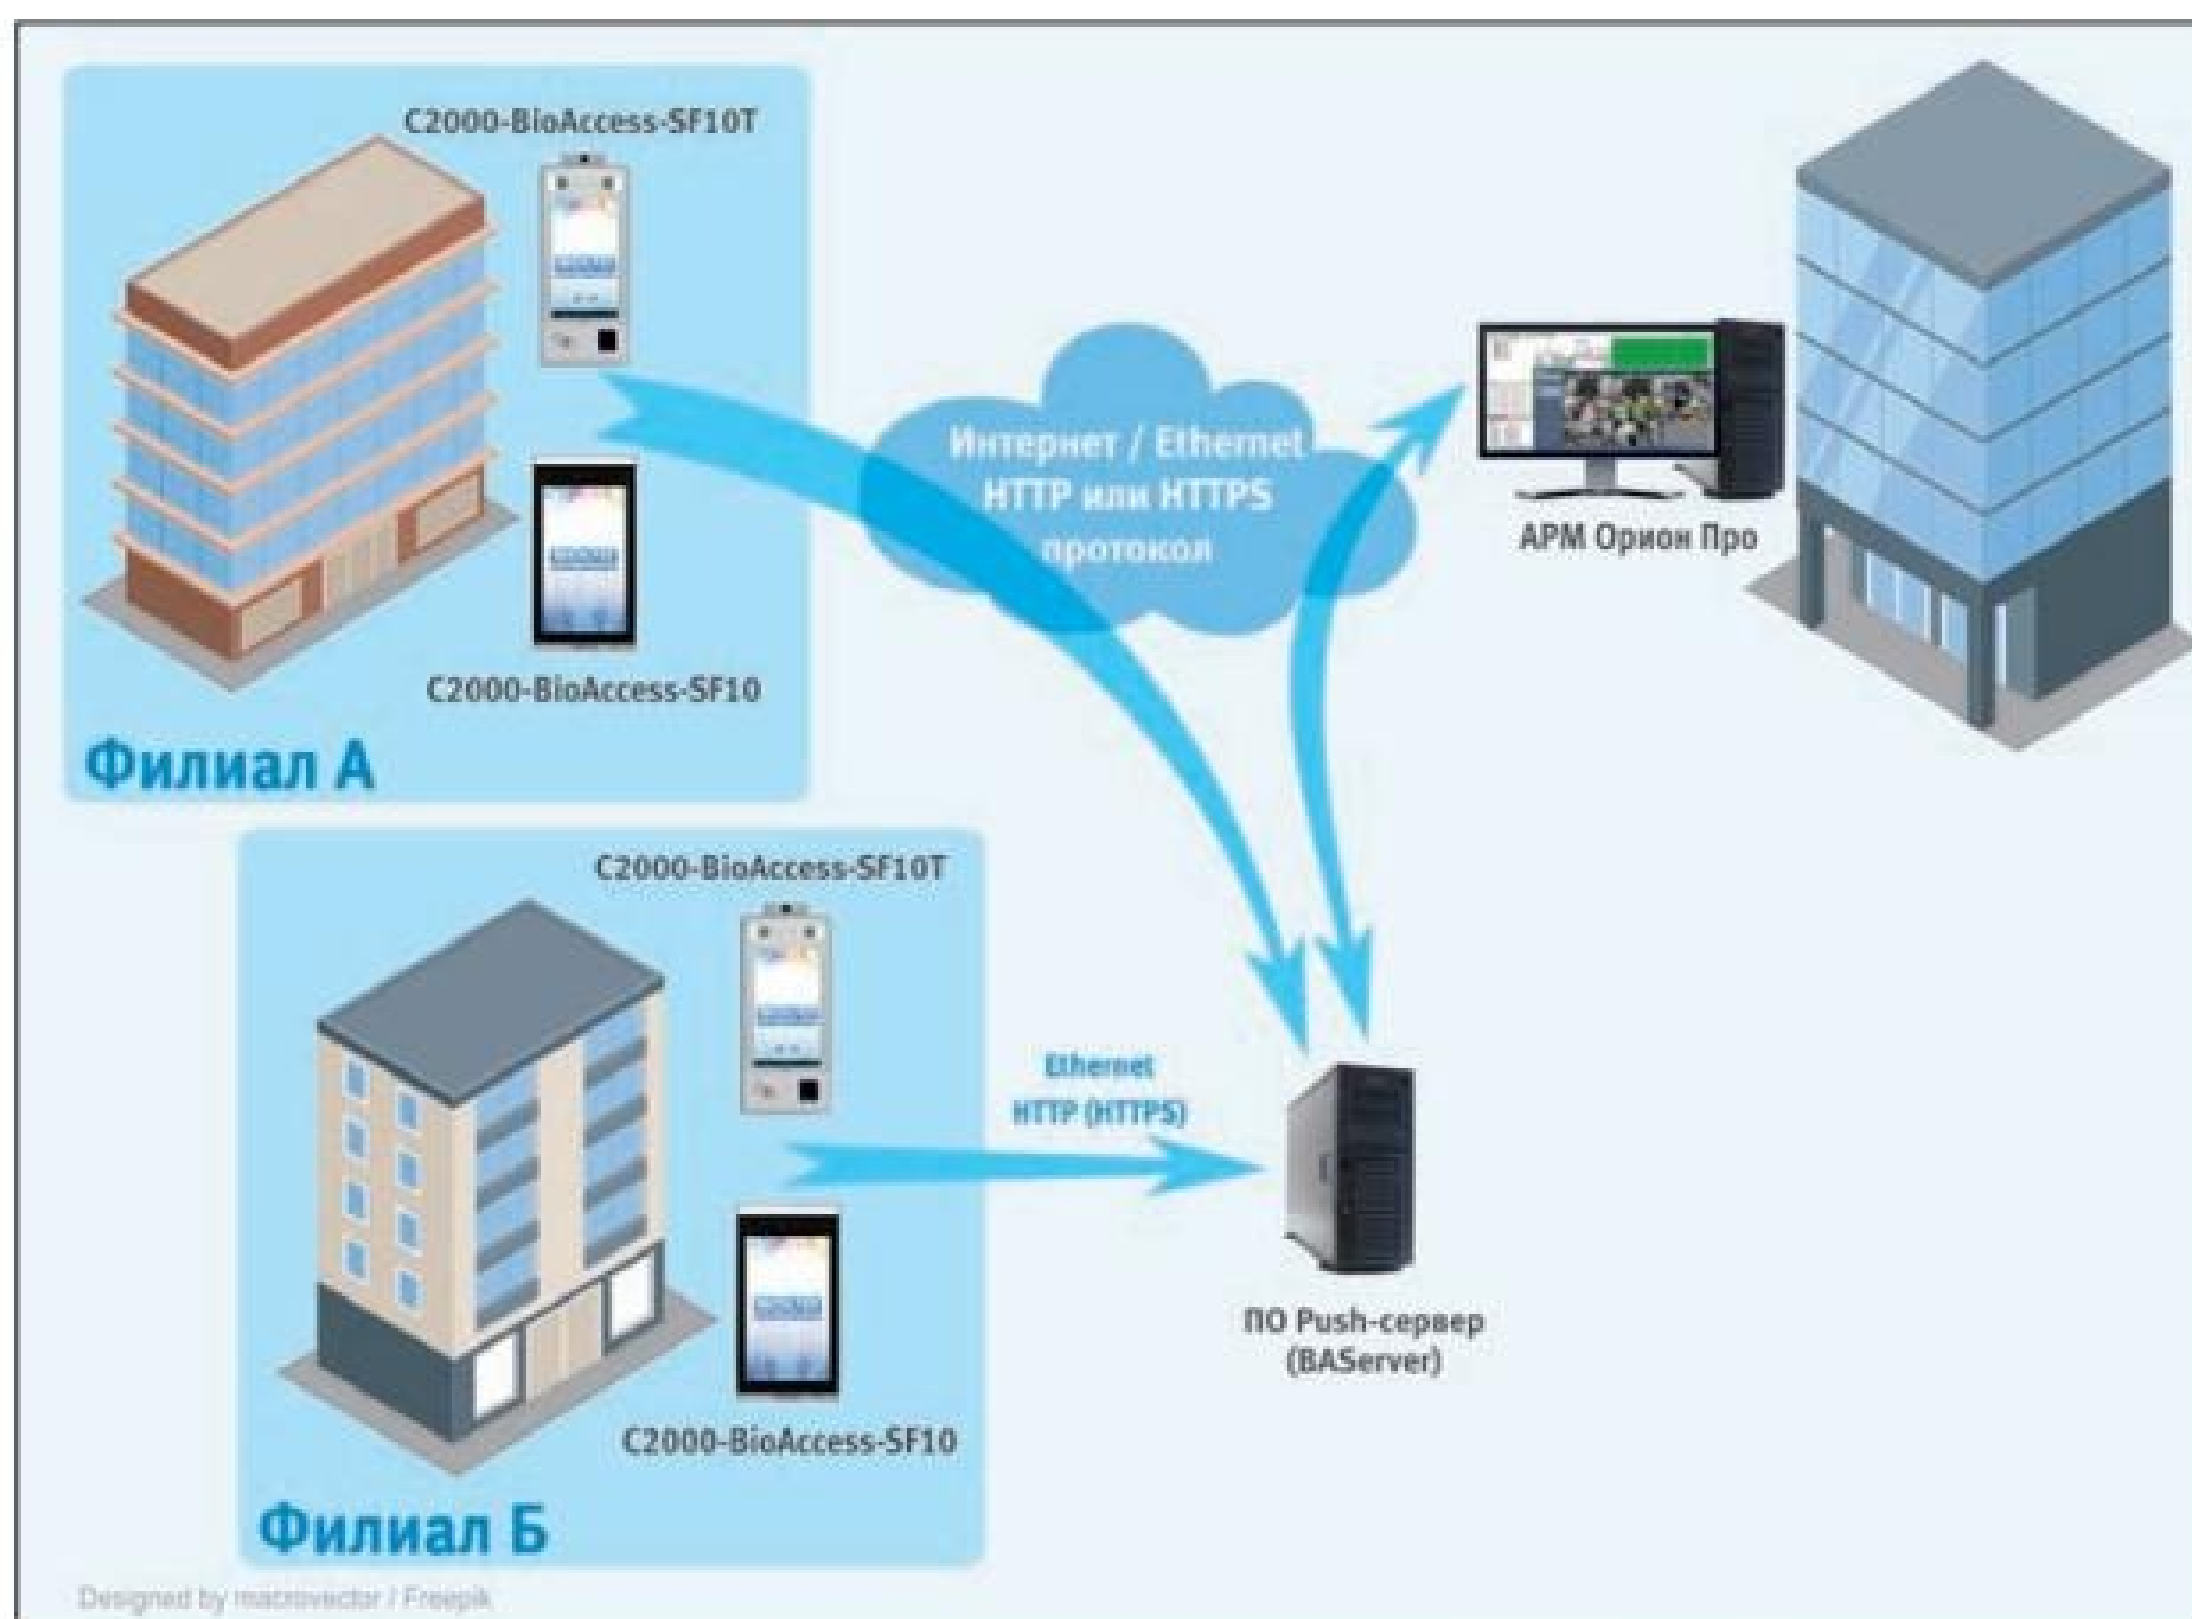 C2000-BioAccess-SF10T
C2000-BioAccess-SF10
Филиал А
Интернет / Ethernet
HTTP или HTTPS
протокол
АРМ Орион Про
C2000-BioAccess-SF10T
C2000-BioAccess-SF10
Филиал Б
Ethernet
HTTP (HTTPS)
ПО Push-сервер
(BAServer)
Designed by macrovector / Freepik